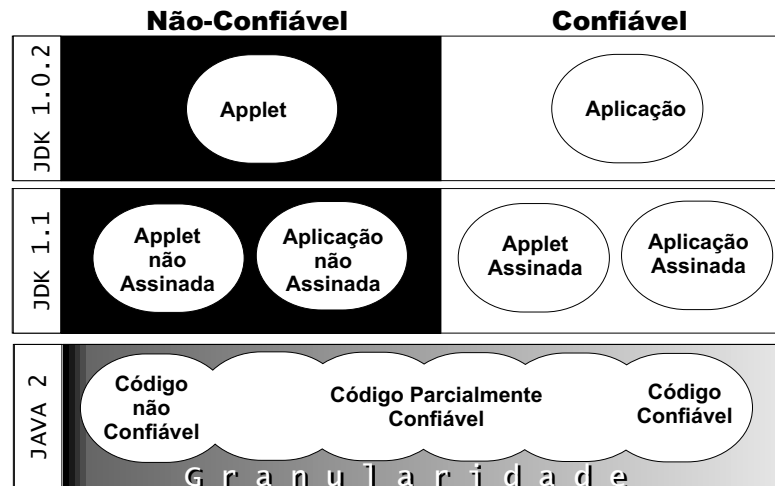 Não-Confiável
Confiável
JDK 1.0.2
Applet
Aplicação
JDK 1.1
Applet
não
Assinada
Aplicação
não
Assinada
Applet
Assinada
Aplicação
Assinada
JAVA 2
Código
não
Confiável
Código Parcialmente
Confiável
Código
Confiável
Granularidade